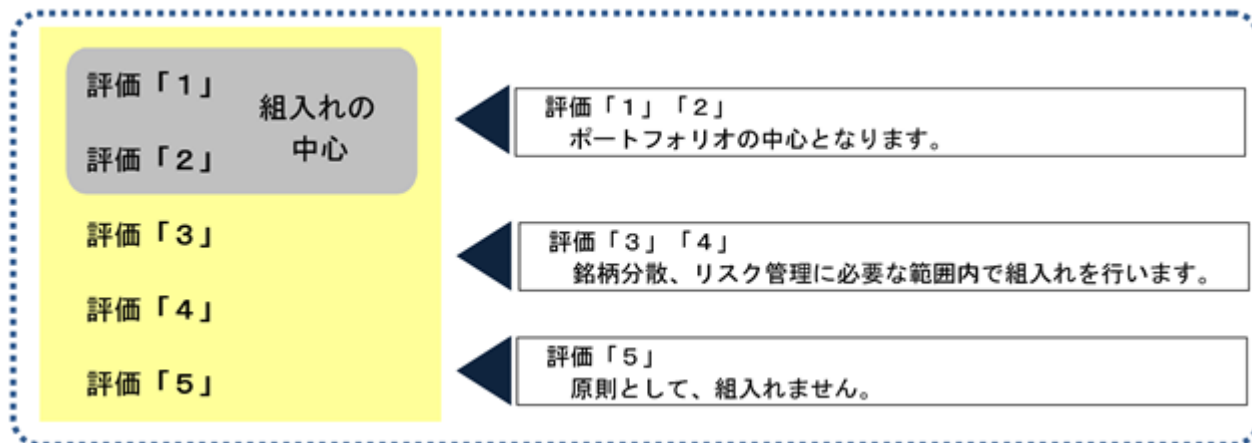 評価「１」
組入れの
中心
評価「２」
評価「３」
評価「４」
評価「５」
評価「１」「２」
ポートフォリオの中心となります。
評価「３」「４」
銘柄分散、リスク管理に必要な範囲内で組入れを行います。
評価「５」
原則として、組入れません。